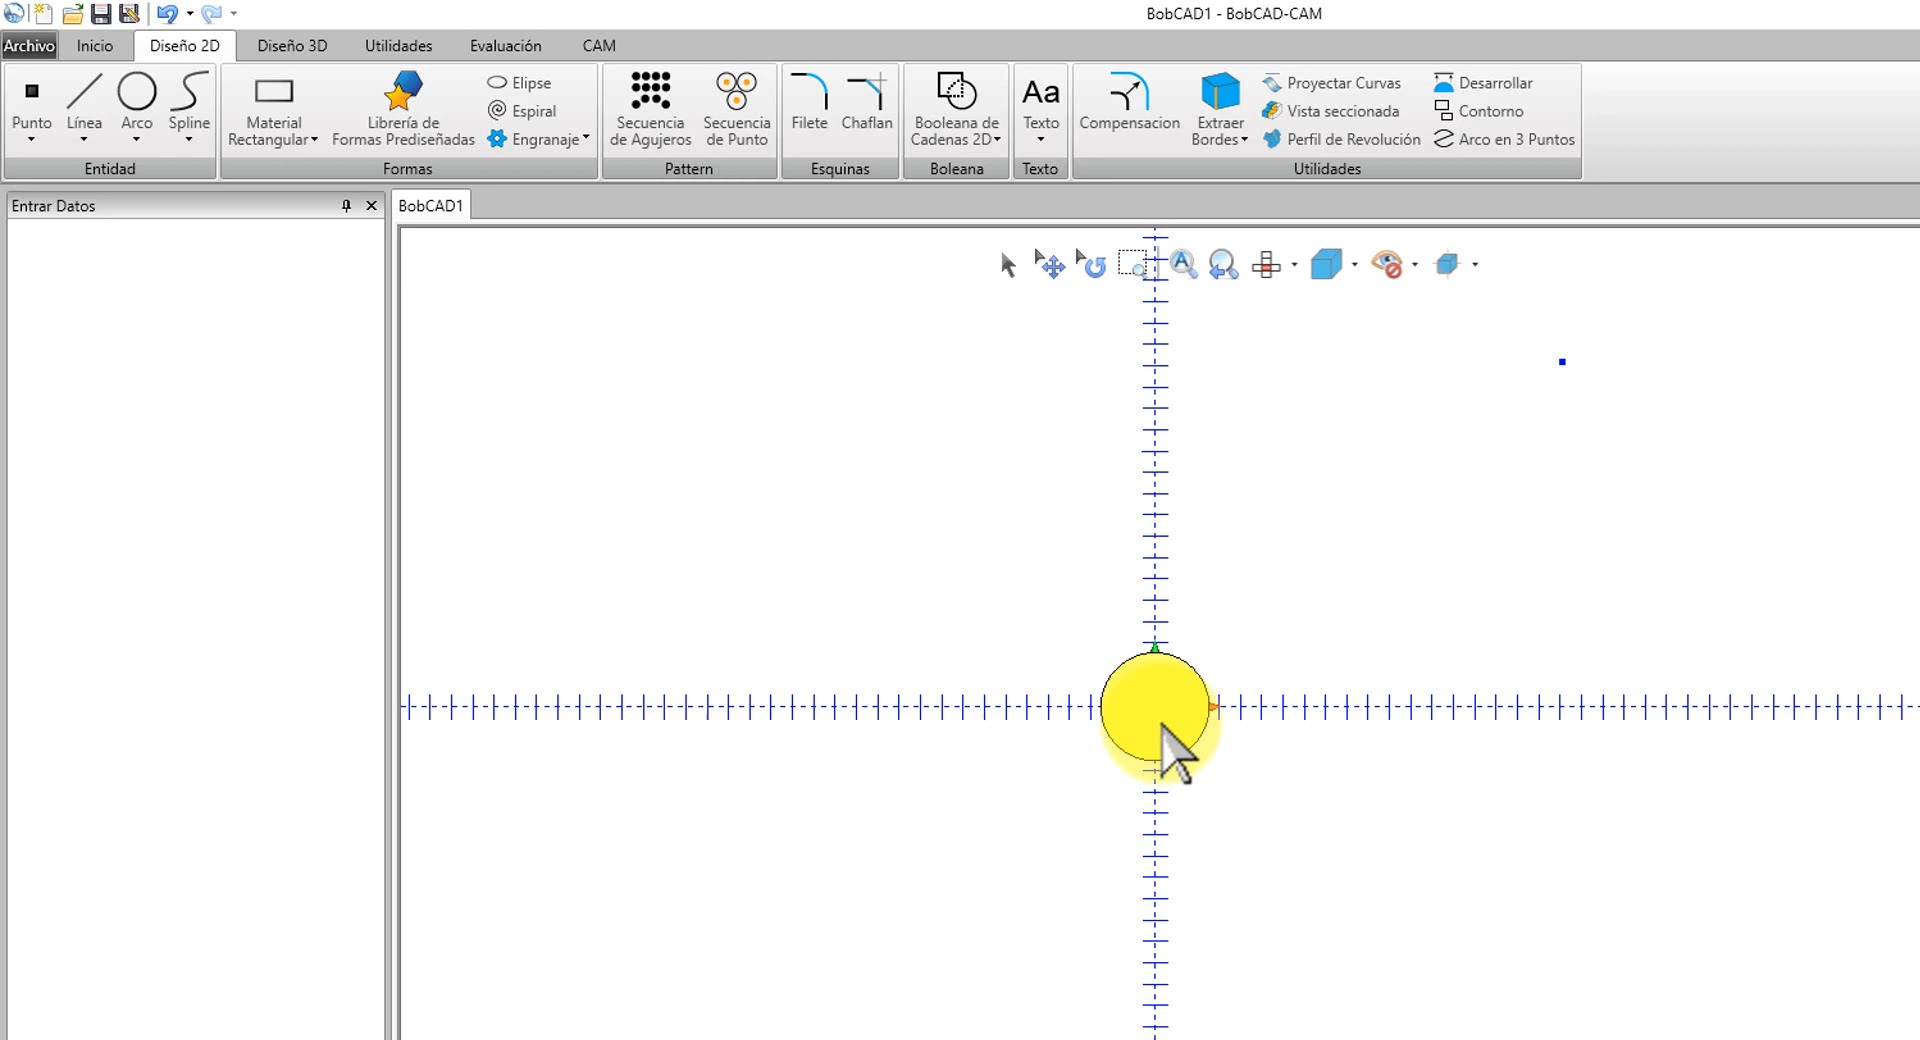 BobCAD1 - BobCAD-CAM
Archivo Inicio Diseño 2D Diseño 3D Utilidades Evaluación CAM
Punto Línea Arco Spline
Entidad
Material Rectangular
Librería de Formas Prediseñadas
Elipse
Espiral
Engranaje
Formas
Secuencia de Agujeros
Secuencia de Punto
Pattern
Filete Chaflan
Esquinas
Booleana de Cadenas 2D
Boleana
Aa
Texto
Texto
Compensacion
Extraer Bordes
Proyectar Curvas
Vista seccionada
Perfil de Revolución
Desarrollar
Contorno
Arco en 3 Puntos
Utilidades
Entrar Datos
BobCAD1